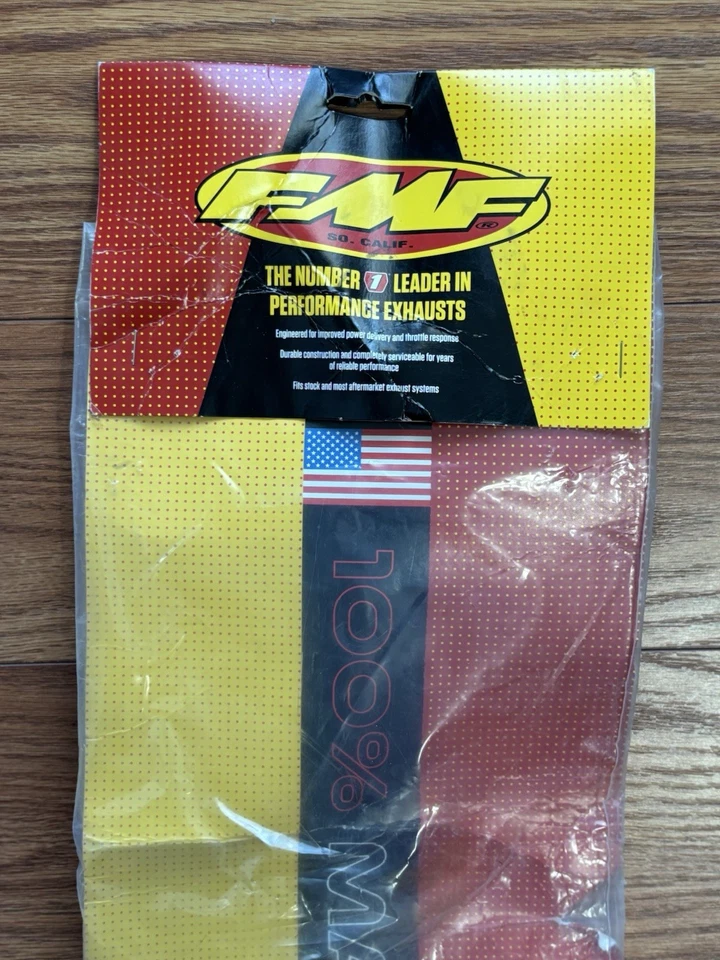 FMF®
SO. CALIF.
THE NUMBER 1 LEADER IN
PERFORMANCE EXHAUSTS
Engineered for improved power delivery and throttle response
Durable construction and completely serviceable for years
of reliable performance
Fits stock and most aftermarket exhaust systems
100% MA